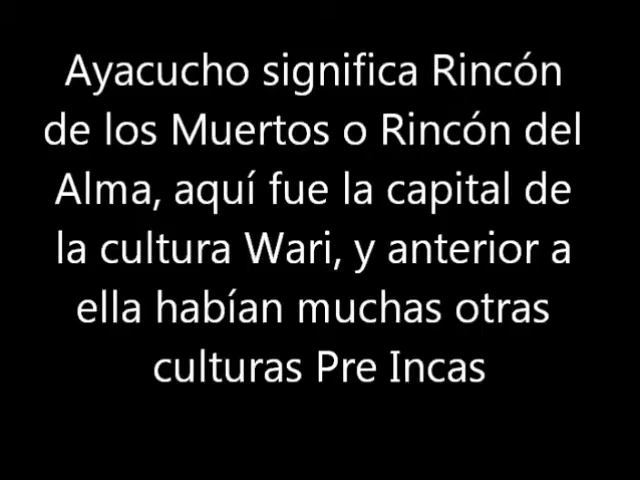 Ayacucho significa Rincón
de los Muertos o Rincón del
Alma, aquí fue la capital de
la cultura Wari, y anterior a
ella habían muchas otras
culturas Pre Incas